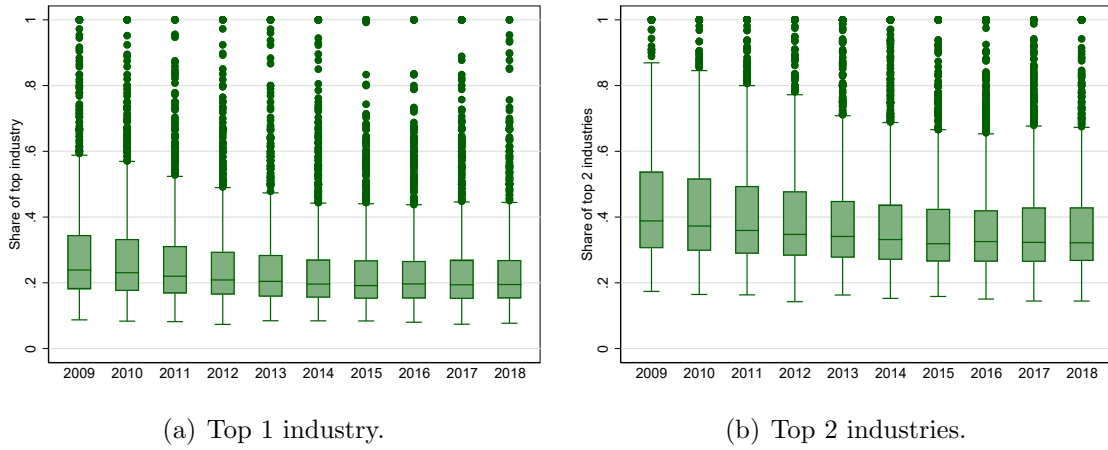 Share of top industry
1
.8
.6
.4
.2
0
2009 2010 2011 2012 2013 2014 2015 2016 2017 2018
(a) Top 1 industry.
Share of top 2 industries
1
.8
.6
.4
.2
0
2009 2010 2011 2012 2013 2014 2015 2016 2017 2018
(b) Top 2 industries.